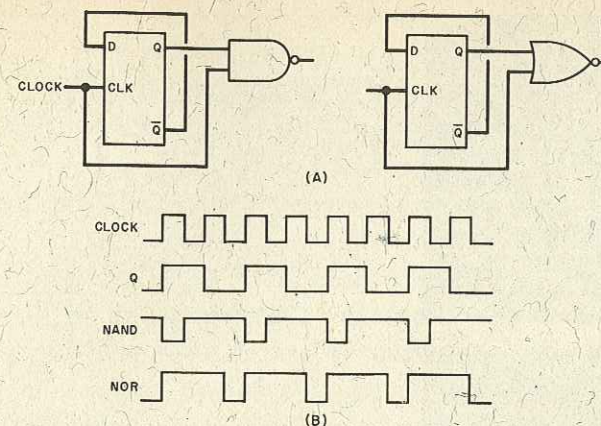 D Q D Q
CLOCK CLK CLK
Q̅ Q̅
(A)
CLOCK
Q
NAND
NOR
(B)